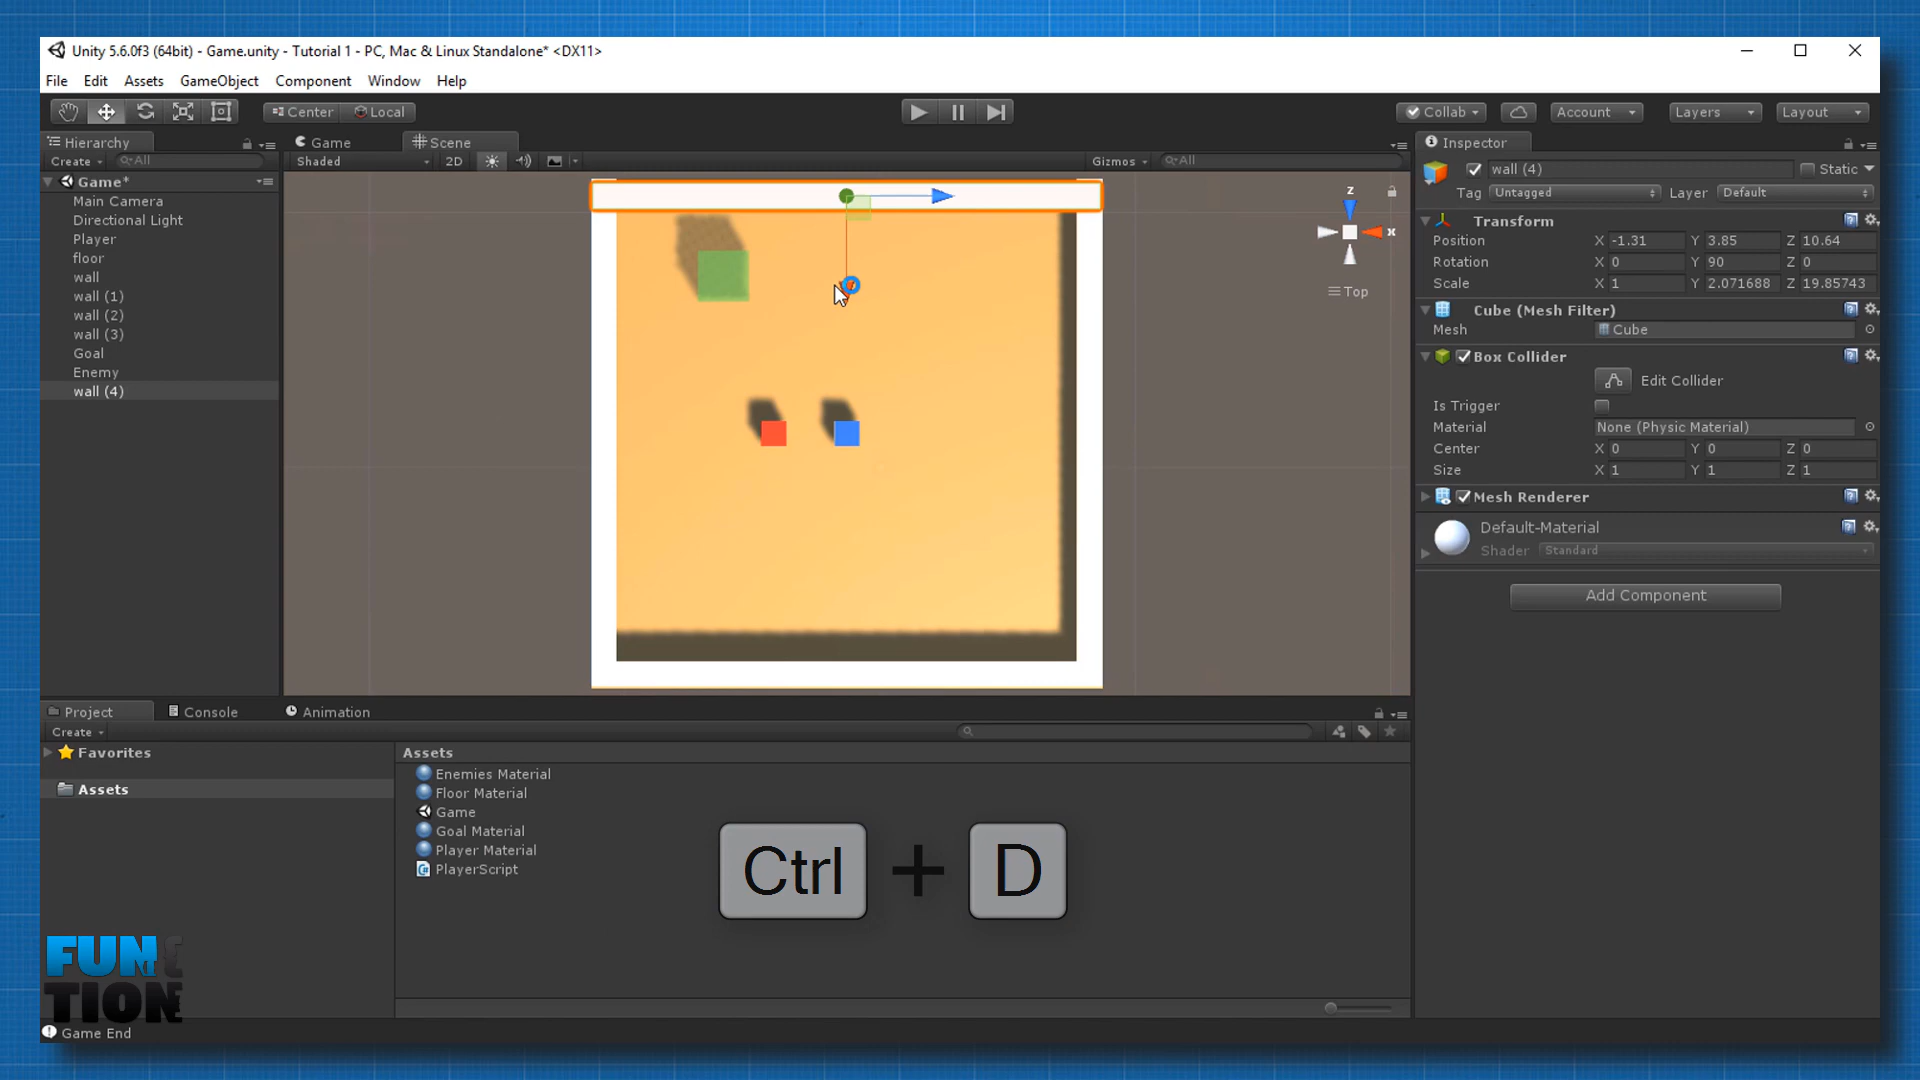 Unity 5.6.0f3 (64bit) - Game.unity - Tutorial 1 - PC, Mac & Linux Standalone* <DX11>
File Edit Assets GameObject Component Window Help
Center Local Collab Account Layers Layout
Hierarchy
Create All
Game*
Main Camera
Directional Light
Player
floor
wall
wall (1)
wall (2)
wall (3)
Goal
Enemy
wall (4)
Game Scene
Shaded 2D Gizmos All
z
x
Top
Inspector
wall (4) Static
Tag Untagged Layer Default
Transform
Position X -1.31 Y 3.85 Z 10.64
Rotation X 0 Y 90 Z 0
Scale X 1 Y 2.071688 Z 19.85743
Cube (Mesh Filter)
Mesh Cube
Box Collider
Edit Collider
Is Trigger
Material None (Physic Material)
Center X 0 Y 0 Z 0
Size X 1 Y 1 Z 1
Mesh Renderer
Default-Material
Shader Standard
Add Component
Project Console Animation
Create
Favorites
Assets
Assets
Enemies Material
Floor Material
Game
Goal Material
Player Material
PlayerScript
Ctrl + D
FUN
TION
Game End